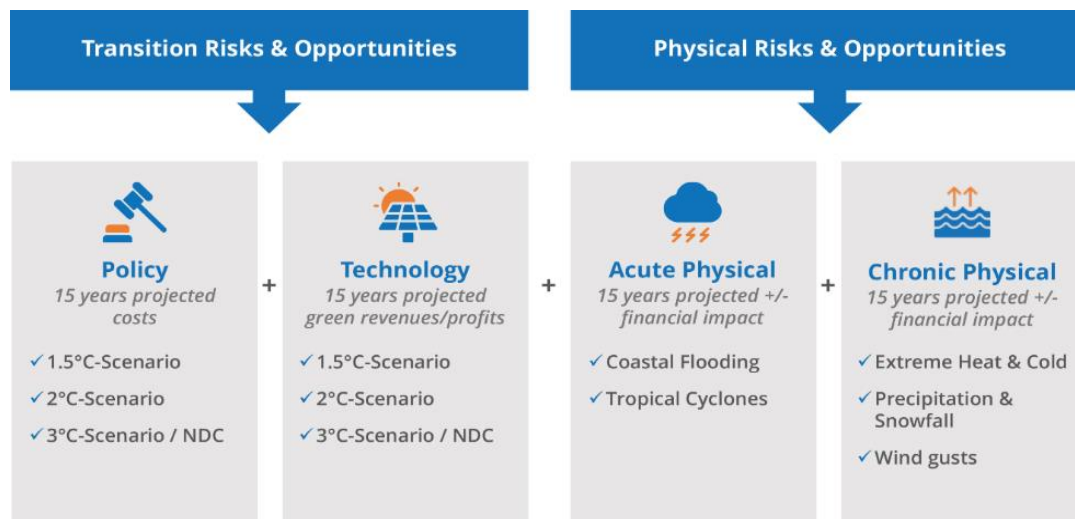 Transition Risks & Opportunities
Physical Risks & Opportunities
Policy
15 years projected
costs
✓ 1.5°C-Scenario
✓ 2°C-Scenario
✓ 3°C-Scenario / NDC
+
Technology
15 years projected
green revenues/profits
✓ 1.5°C-Scenario
✓ 2°C-Scenario
✓ 3°C-Scenario / NDC
+
Acute Physical
15 years projected +/-
financial impact
✓ Coastal Flooding
✓ Tropical Cyclones
+
Chronic Physical
15 years projected +/-
financial impact
✓ Extreme Heat & Cold
✓ Precipitation &
Snowfall
✓ Wind gusts